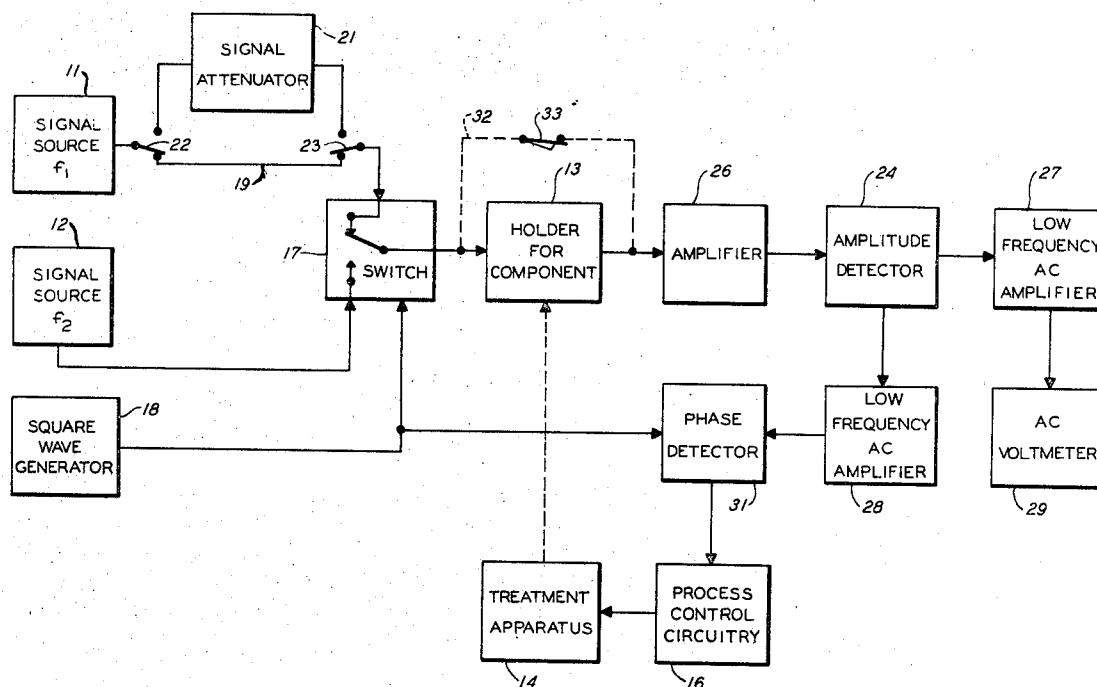 21
SIGNAL
ATTENUATOR
11
SIGNAL
SOURCE
f1
22
23
19
32
33
12
SIGNAL
SOURCE
f2
17
SWITCH
13
HOLDER
FOR
COMPONENT
26
AMPLIFIER
24
AMPLITUDE
DETECTOR
27
LOW
FREQUENCY
AC
AMPLIFIER
18
SQUARE
WAVE
GENERATOR
PHASE
DETECTOR
31
LOW
FREQUENCY
AC
AMPLIFIER
28
AC
VOLTMETER
29
TREATMENT
APPARATUS
14
PROCESS
CONTROL
CIRCUITRY
16